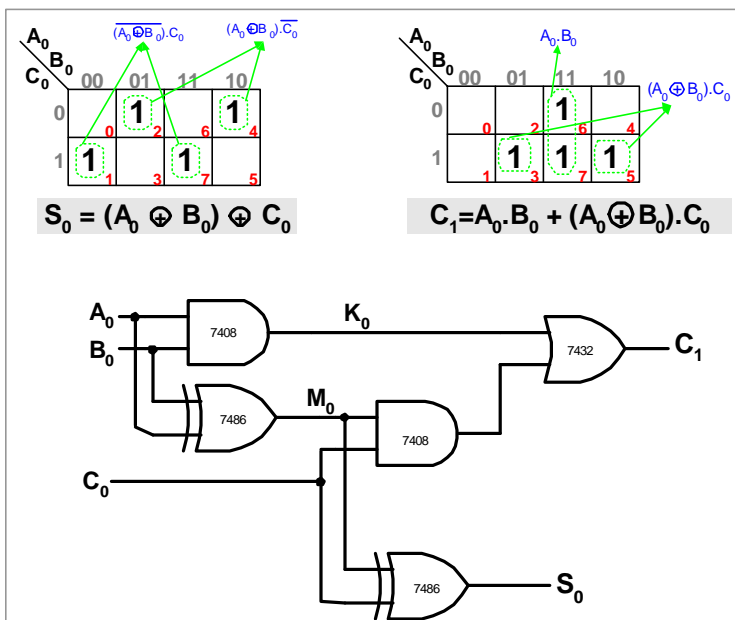 (A₀⊕B₀).C₀ (A₀⊕B₀).C₀
A₀
B₀
C₀
00 01 11 10
0 1 1
0 2 6 4
1 1 1
1 3 7 5
S₀ = (A₀ ⊕ B₀) ⊕ C₀
A₀.B₀
A₀
B₀
C₀
00 01 11 10
(A₀⊕B₀).C₀
0 1
0 2 6 4
1 1 1 1
1 3 7 5
C₁=A₀.B₀ + (A₀⊕B₀).C₀
A₀
7408
K₀
7432
C₁
B₀
7486
M₀
7408
C₀
7486
S₀